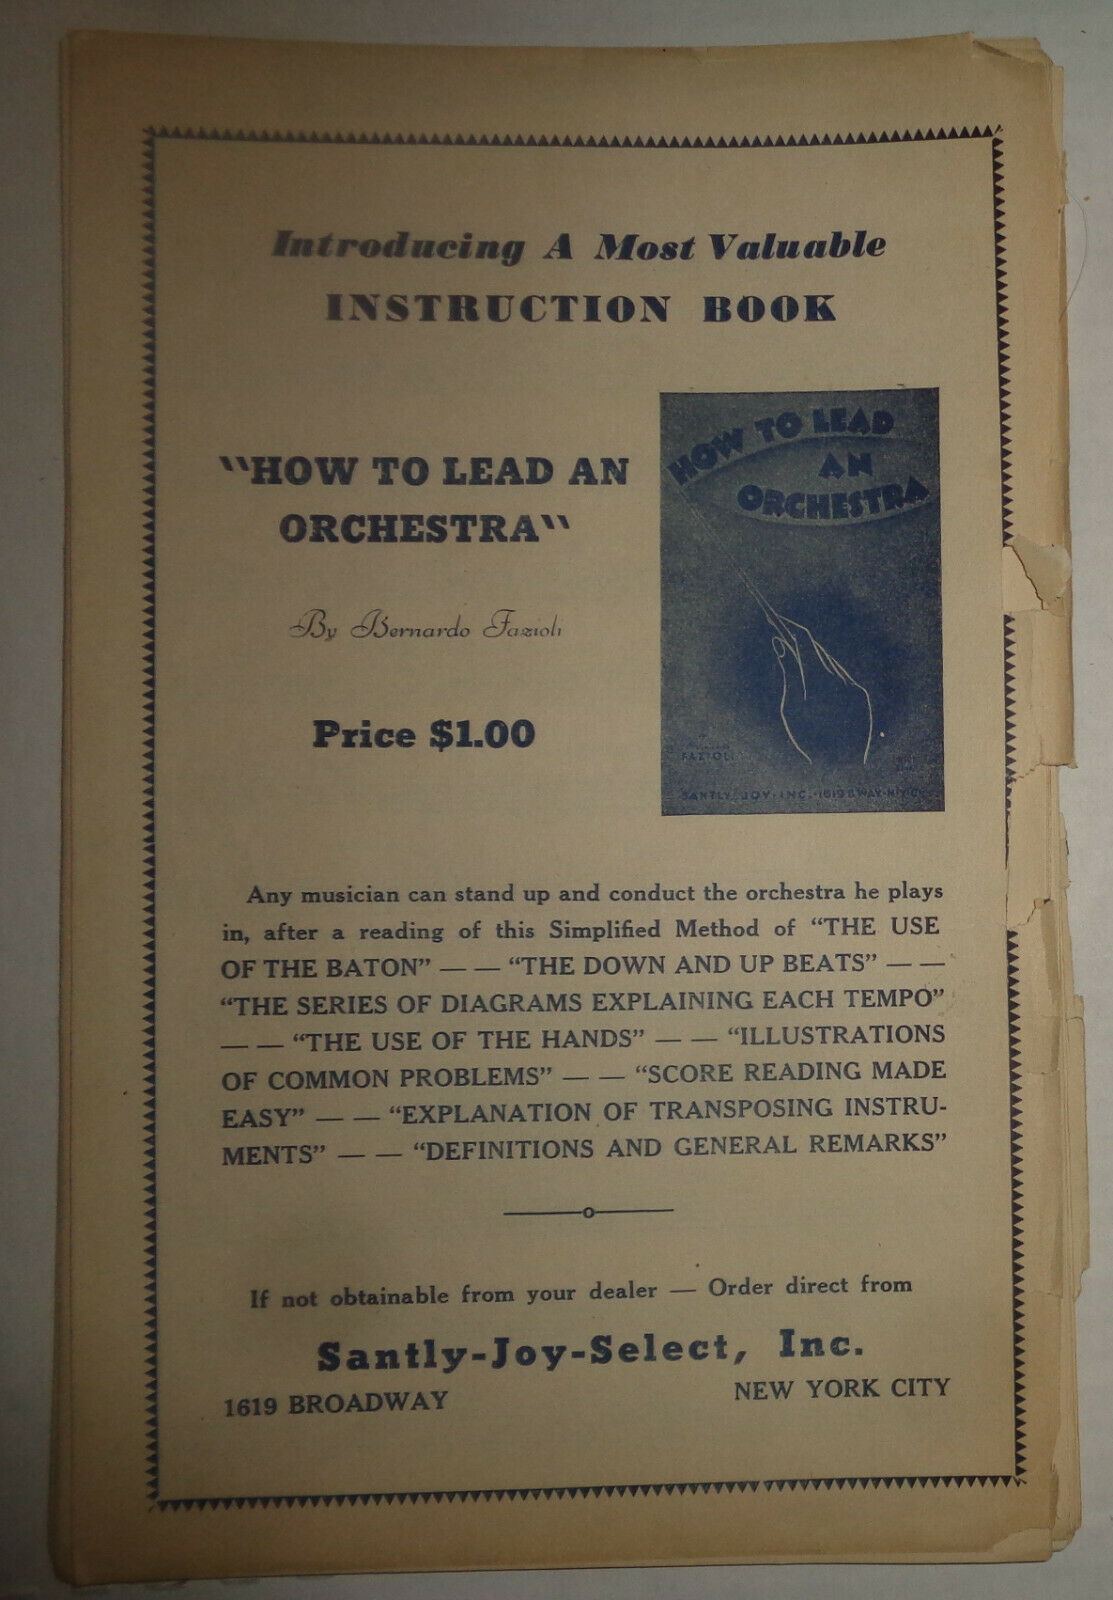 Introducing A Most Valuable
INSTRUCTION BOOK
"HOW TO LEAD AN
ORCHESTRA"
By Bernardo Fazioli
Price $1.00
HOW TO LEAD
AN
ORCHESTRA
FAZIOLI
SANTLY-JOY-INC.-1619 B'WAY-N.Y.C.
Any musician can stand up and conduct the orchestra he plays
in, after a reading of this Simplified Method of “THE USE
OF THE BATON” — — “THE DOWN AND UP BEATS” — —
“THE SERIES OF DIAGRAMS EXPLAINING EACH TEMPO”
— — “THE USE OF THE HANDS” — — “ILLUSTRATIONS
OF COMMON PROBLEMS” — — “SCORE READING MADE
EASY” — — “EXPLANATION OF TRANSPOSING INSTRU-
MENTS” — — “DEFINITIONS AND GENERAL REMARKS”
If not obtainable from your dealer — Order direct from
Santly-Joy-Select, Inc.
1619 BROADWAY NEW YORK CITY